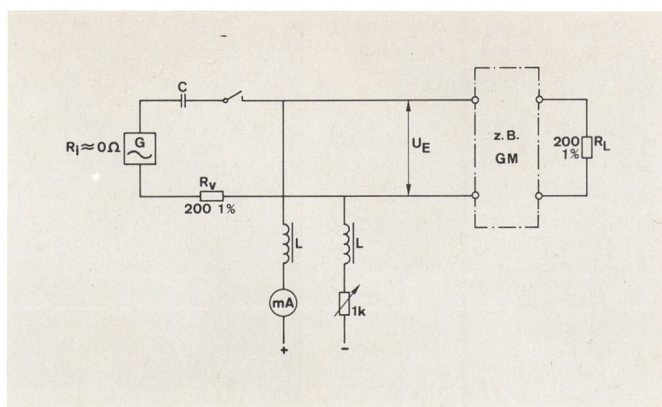 C
G
Ri≈0Ω
Rv
200 1%
UE
z.B.
GM
200
1%
RL
L
L
mA
1k
+
−